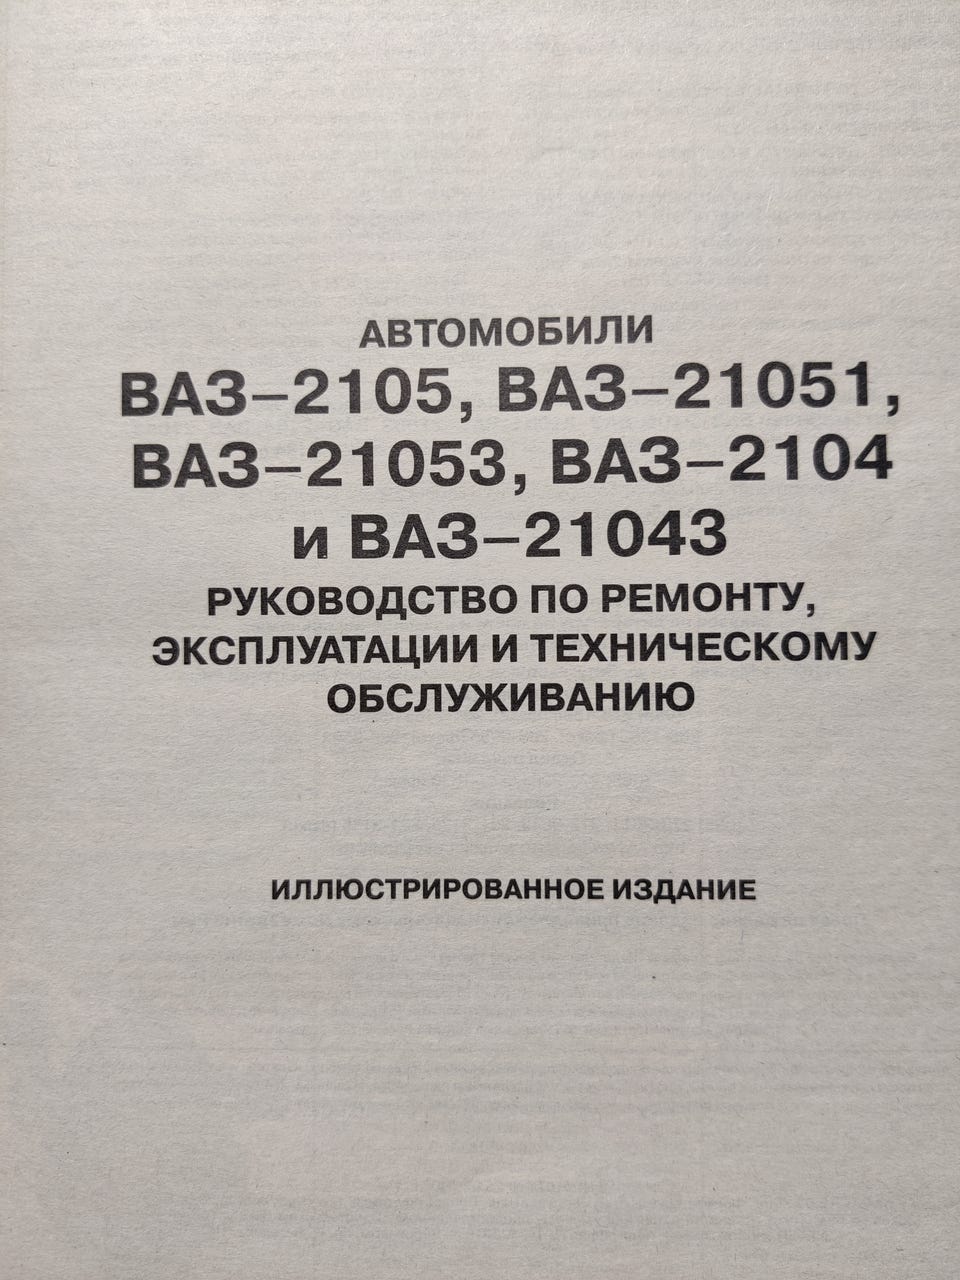 АВТОМОБИЛИ
ВАЗ–2105, ВАЗ–21051,
ВАЗ–21053, ВАЗ–2104
и ВАЗ–21043
РУКОВОДСТВО ПО РЕМОНТУ,
ЭКСПЛУАТАЦИИ И ТЕХНИЧЕСКОМУ
ОБСЛУЖИВАНИЮ
ИЛЛЮСТРИРОВАННОЕ ИЗДАНИЕ